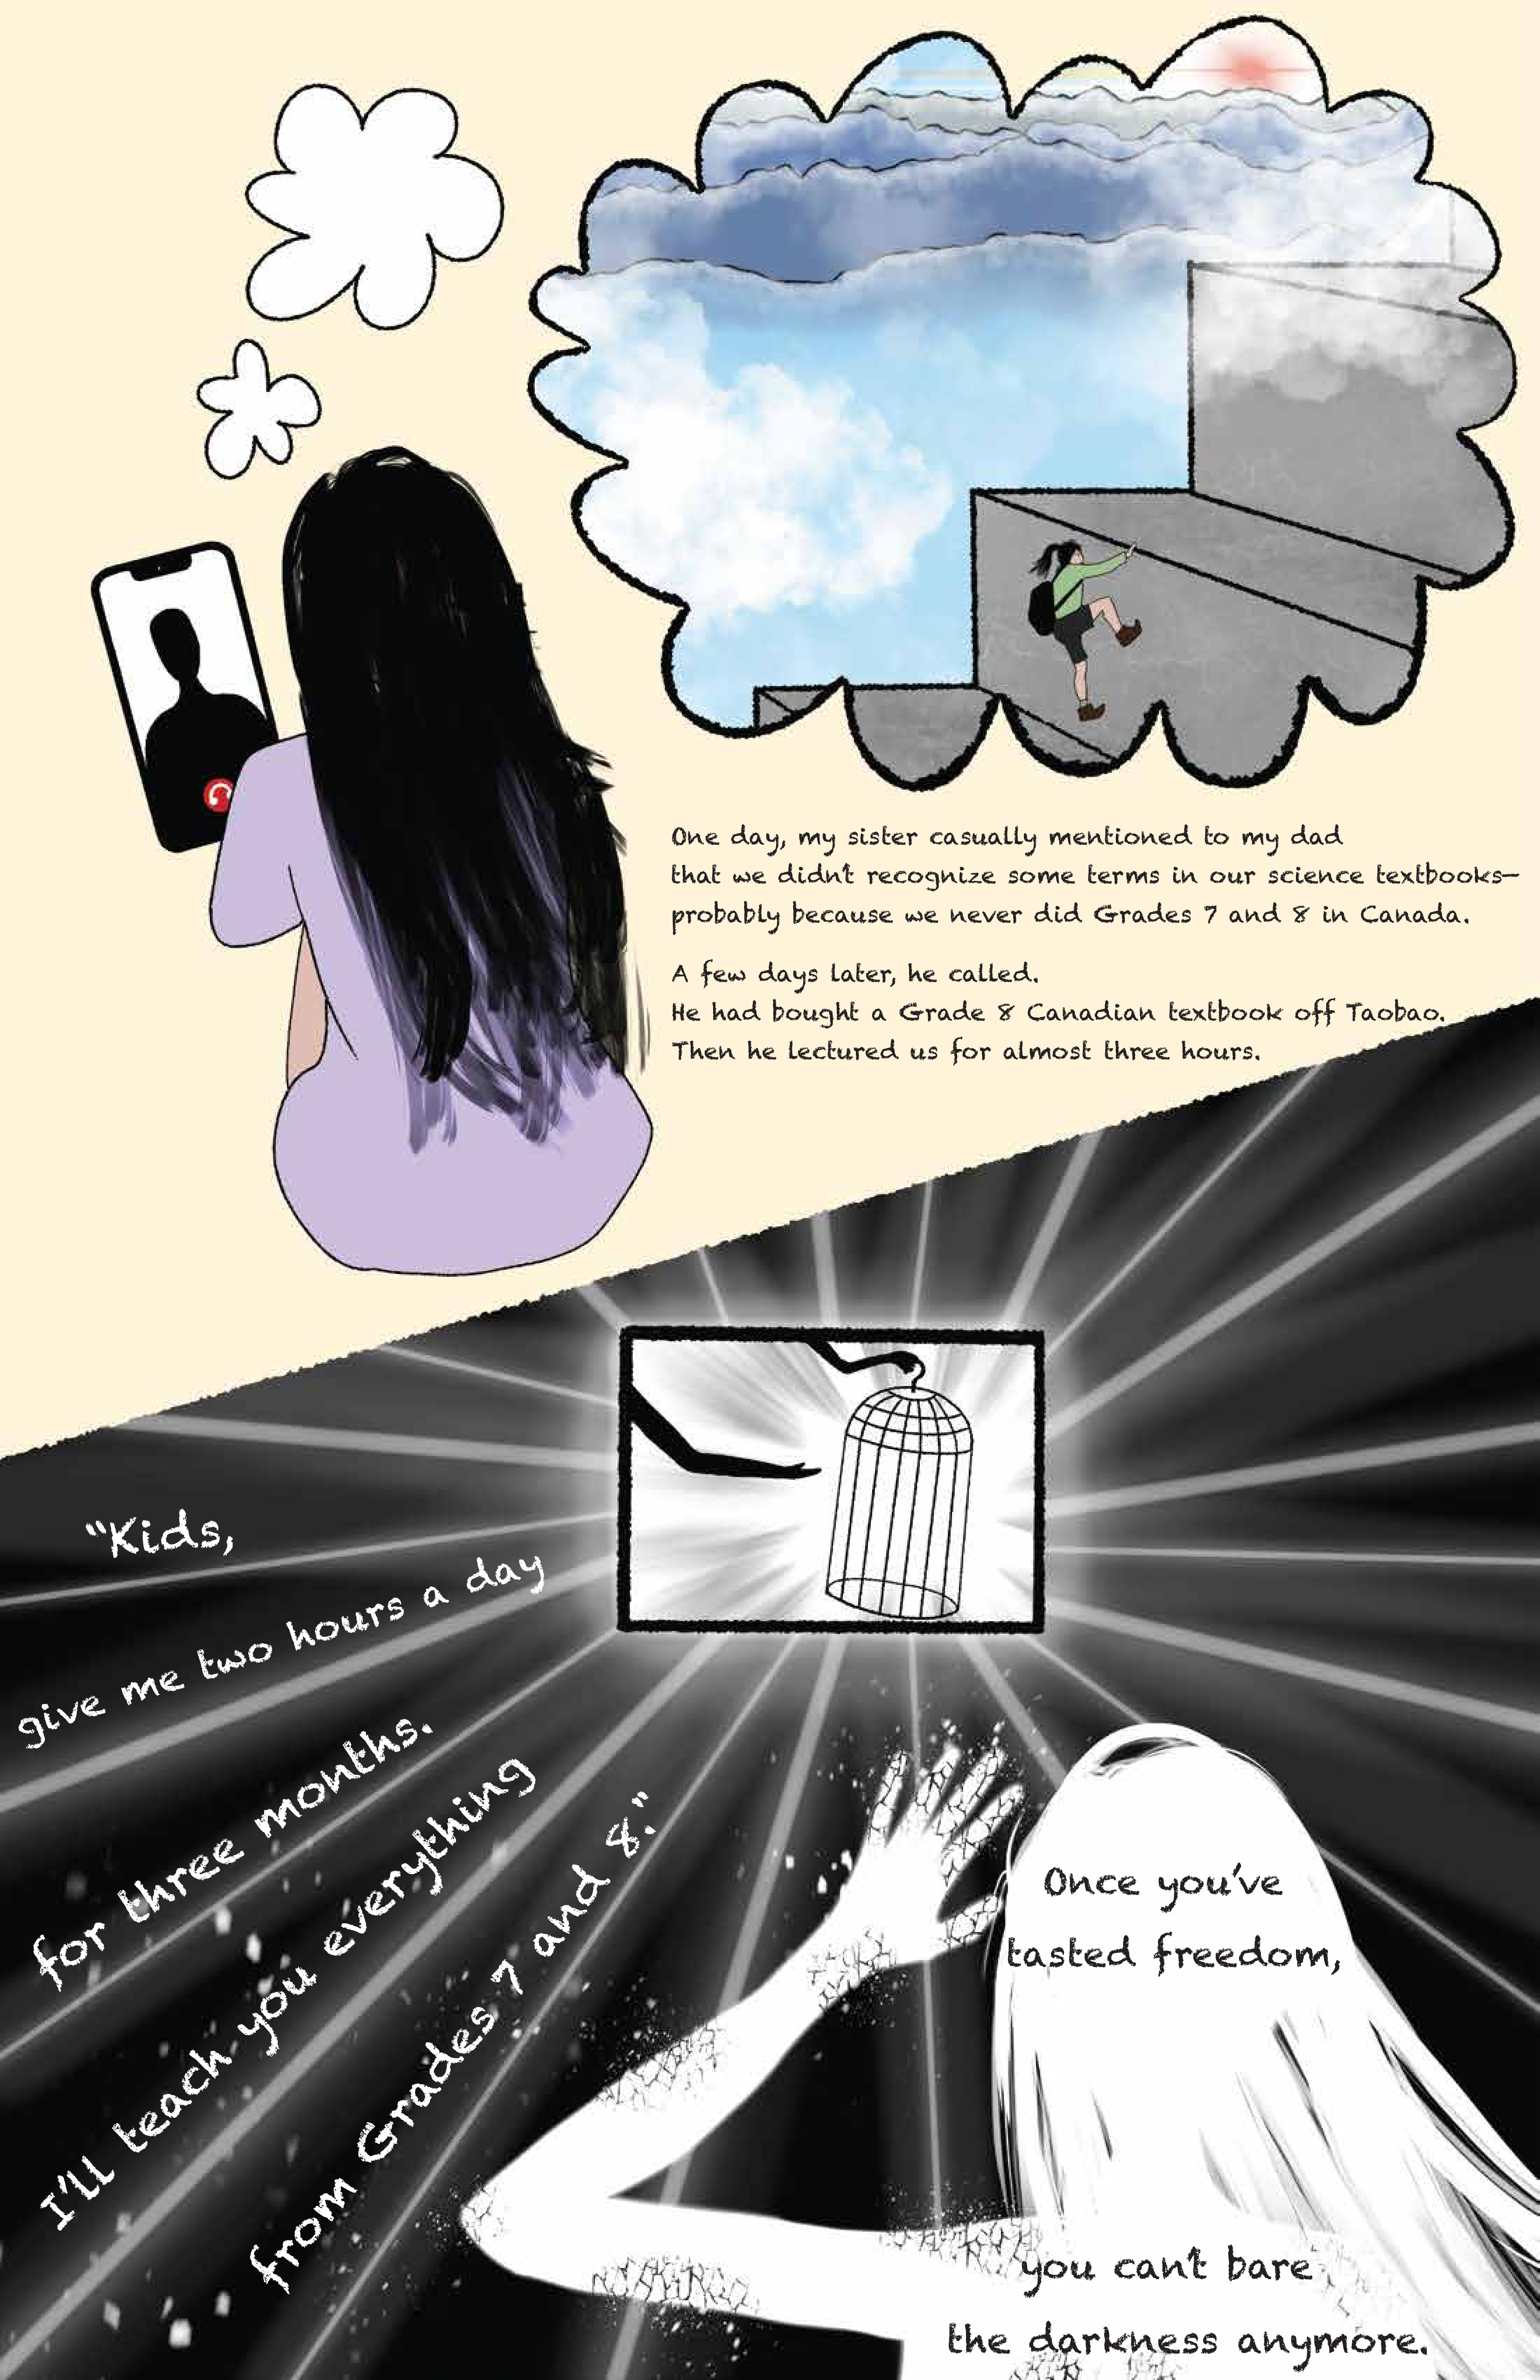 One day, my sister casually mentioned to my dad
that we didn't recognize some terms in our science textbooks—
probably because we never did Grades 7 and 8 in Canada.
A few days later, he called.
He had bought a Grade 8 Canadian textbook off Taobao.
Then he lectured us for almost three hours.
"Kids,
give me two hours a day
for three months.
I'll teach you everything
from Grades 7 and 8."
Once you've
tasted freedom,
you can't bare
the darkness anymore.